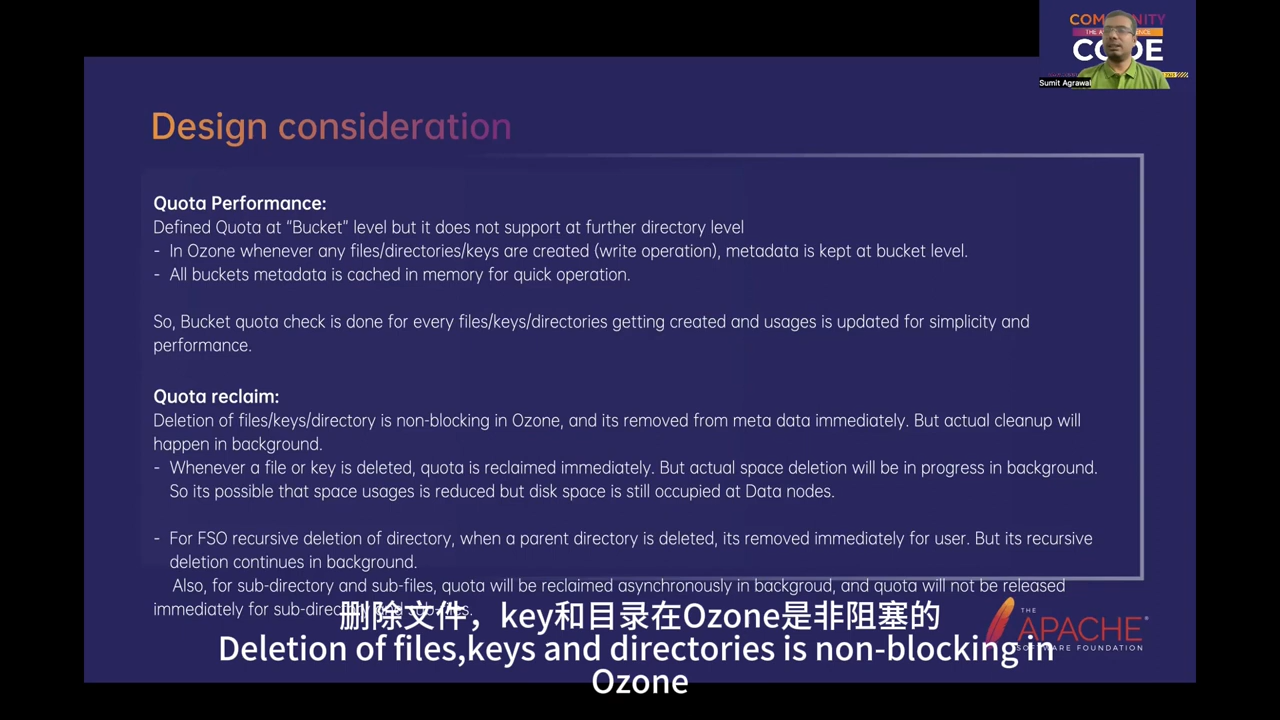 COMMUNITY
CODE
Sumit Agrawal
Design consideration
Quota Performance:
Defined Quota at “Bucket” level but it does not support at further directory level
- In Ozone whenever any files/directories/keys are created (write operation), metadata is kept at bucket level.
- All buckets metadata is cached in memory for quick operation.
So, Bucket quota check is done for every files/keys/directories getting created and usages is updated for simplicity and
performance.
Quota reclaim:
Deletion of files/keys/directory is non-blocking in Ozone, and its removed from meta data immediately. But actual cleanup will
happen in background.
- Whenever a file or key is deleted, quota is reclaimed immediately. But actual space deletion will be in progress in background.
So its possible that space usages is reduced but disk space is still occupied at Data nodes.
- For FSO recursive deletion of directory, when a parent directory is deleted, its removed immediately for user. But its recursive
deletion continues in background.
Also, for sub-directory and sub-files, quota will be reclaimed asynchronously in backgroud, and quota will not be released
immediately for
删除文件，key和目录在Ozone是非阻塞的
Deletion of files,keys and directories is non-blocking in
Ozone
THE
APACHE
SOFTWARE FOUNDATION